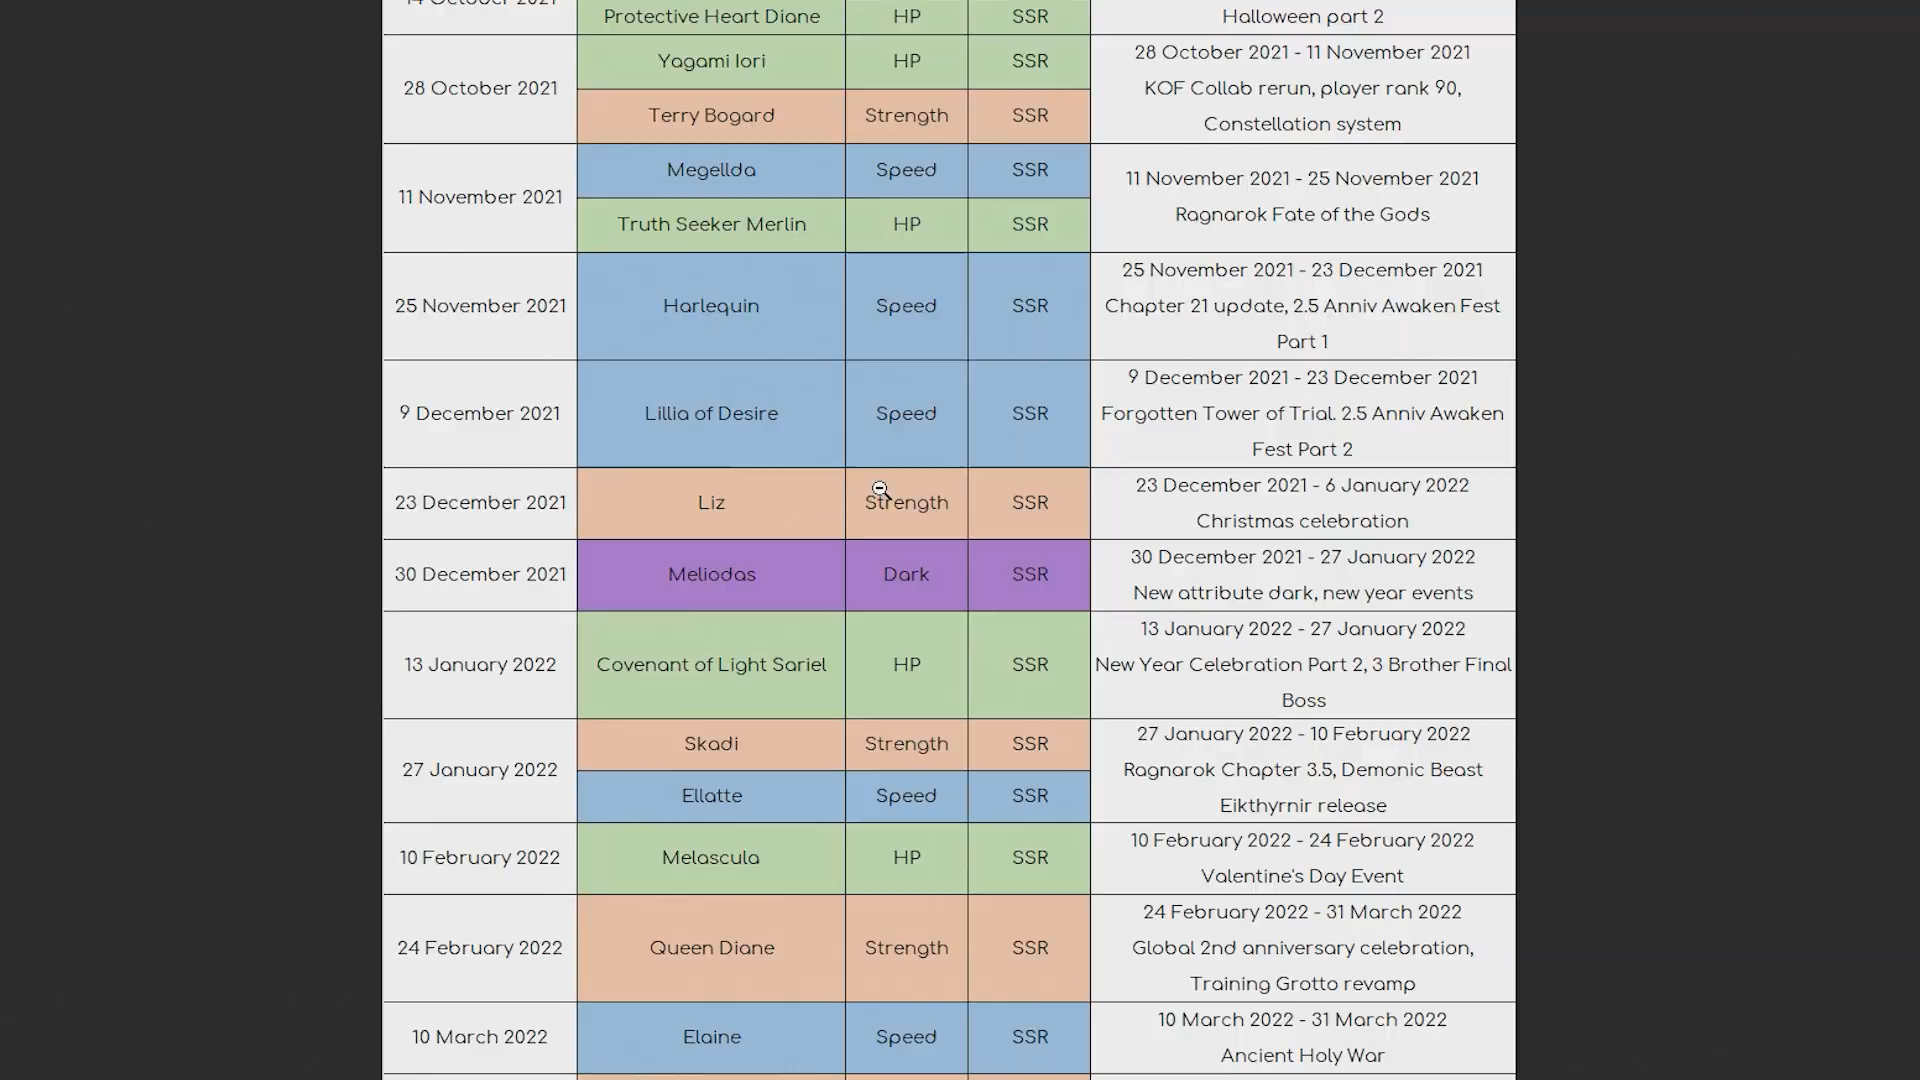 14 October 2021
Protective Heart Diane HP SSR Halloween part 2
28 October 2021
Yagami Iori HP SSR
Terry Bogard Strength SSR
28 October 2021 - 11 November 2021
KOF Collab rerun, player rank 90,
Constellation system
11 November 2021
Megellda Speed SSR
Truth Seeker Merlin HP SSR
11 November 2021 - 25 November 2021
Ragnarok Fate of the Gods
25 November 2021 Harlequin Speed SSR
25 November 2021 - 23 December 2021
Chapter 21 update, 2.5 Anniv Awaken Fest
Part 1
9 December 2021 Lillia of Desire Speed SSR
9 December 2021 - 23 December 2021
Forgotten Tower of Trial. 2.5 Anniv Awaken
Fest Part 2
23 December 2021 Liz Strength SSR
23 December 2021 - 6 January 2022
Christmas celebration
30 December 2021 Meliodas Dark SSR
30 December 2021 - 27 January 2022
New attribute dark, new year events
13 January 2022 Covenant of Light Sariel HP SSR
13 January 2022 - 27 January 2022
New Year Celebration Part 2, 3 Brother Final
Boss
27 January 2022
Skadi Strength SSR
Ellatte Speed SSR
27 January 2022 - 10 February 2022
Ragnarok Chapter 3.5, Demonic Beast
Eikthyrnir release
10 February 2022 Melascula HP SSR
10 February 2022 - 24 February 2022
Valentine's Day Event
24 February 2022 Queen Diane Strength SSR
24 February 2022 - 31 March 2022
Global 2nd anniversary celebration,
Training Grotto revamp
10 March 2022 Elaine Speed SSR
10 March 2022 - 31 March 2022
Ancient Holy War